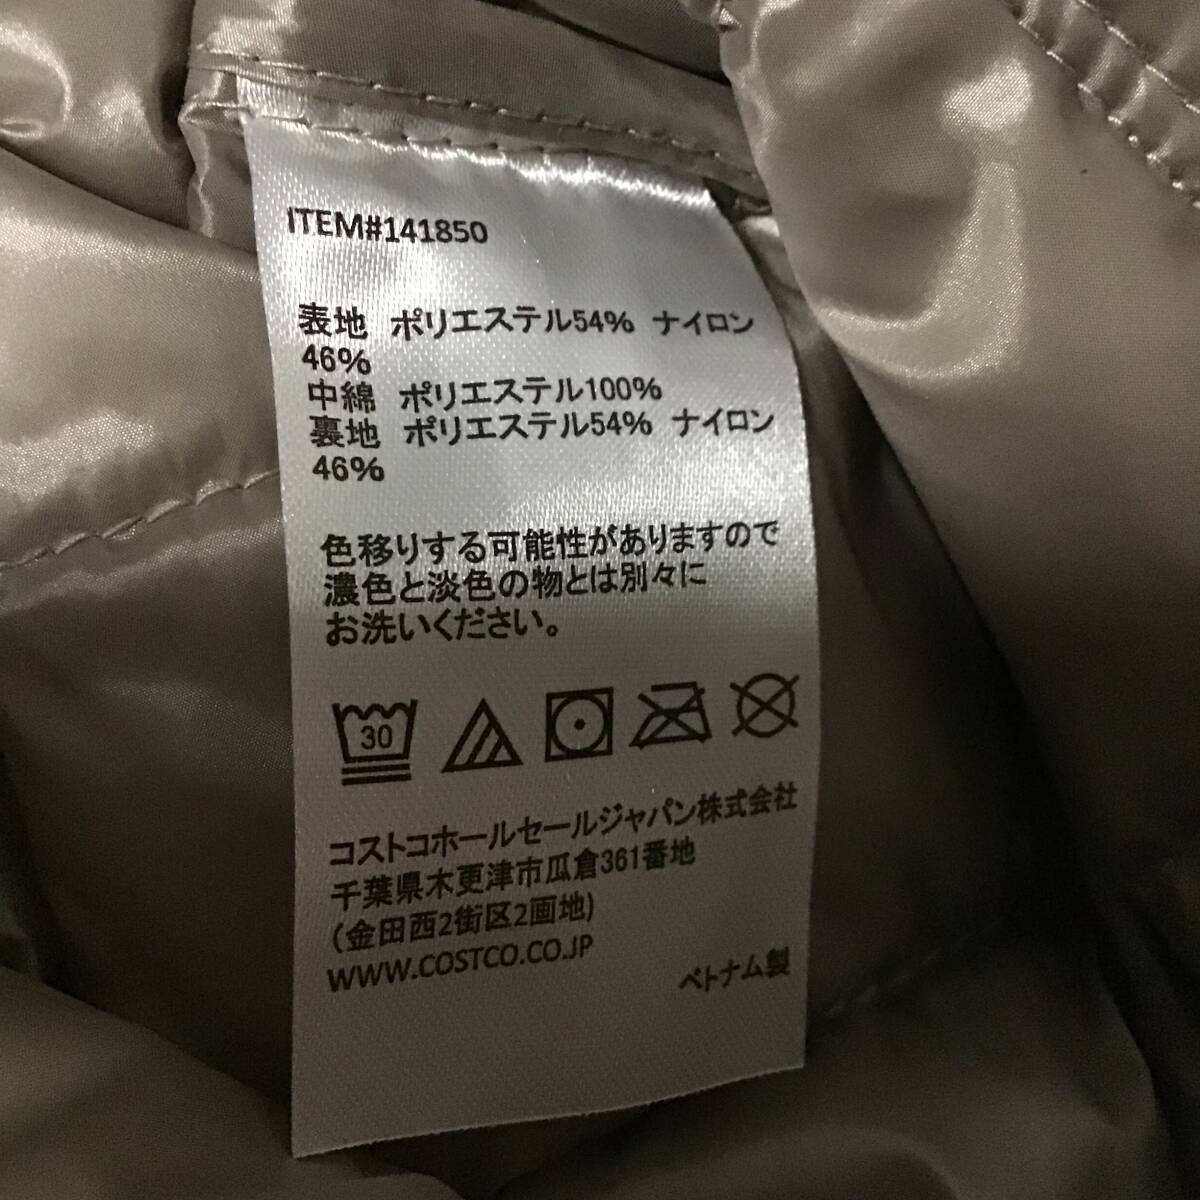 ITEM#141850
表地 ポリエステル54% ナイロン
46%
中綿 ポリエステル100%
裏地 ポリエステル54% ナイロン
46%
色移りする可能性がありますので
濃色と淡色の物とは別々に
お洗いください。
30
コストコホールセールジャパン株式会社
千葉県木更津市瓜倉361番地
(金田西2街区2画地)
WWW.COSTCO.CO.JP
ベトナム製